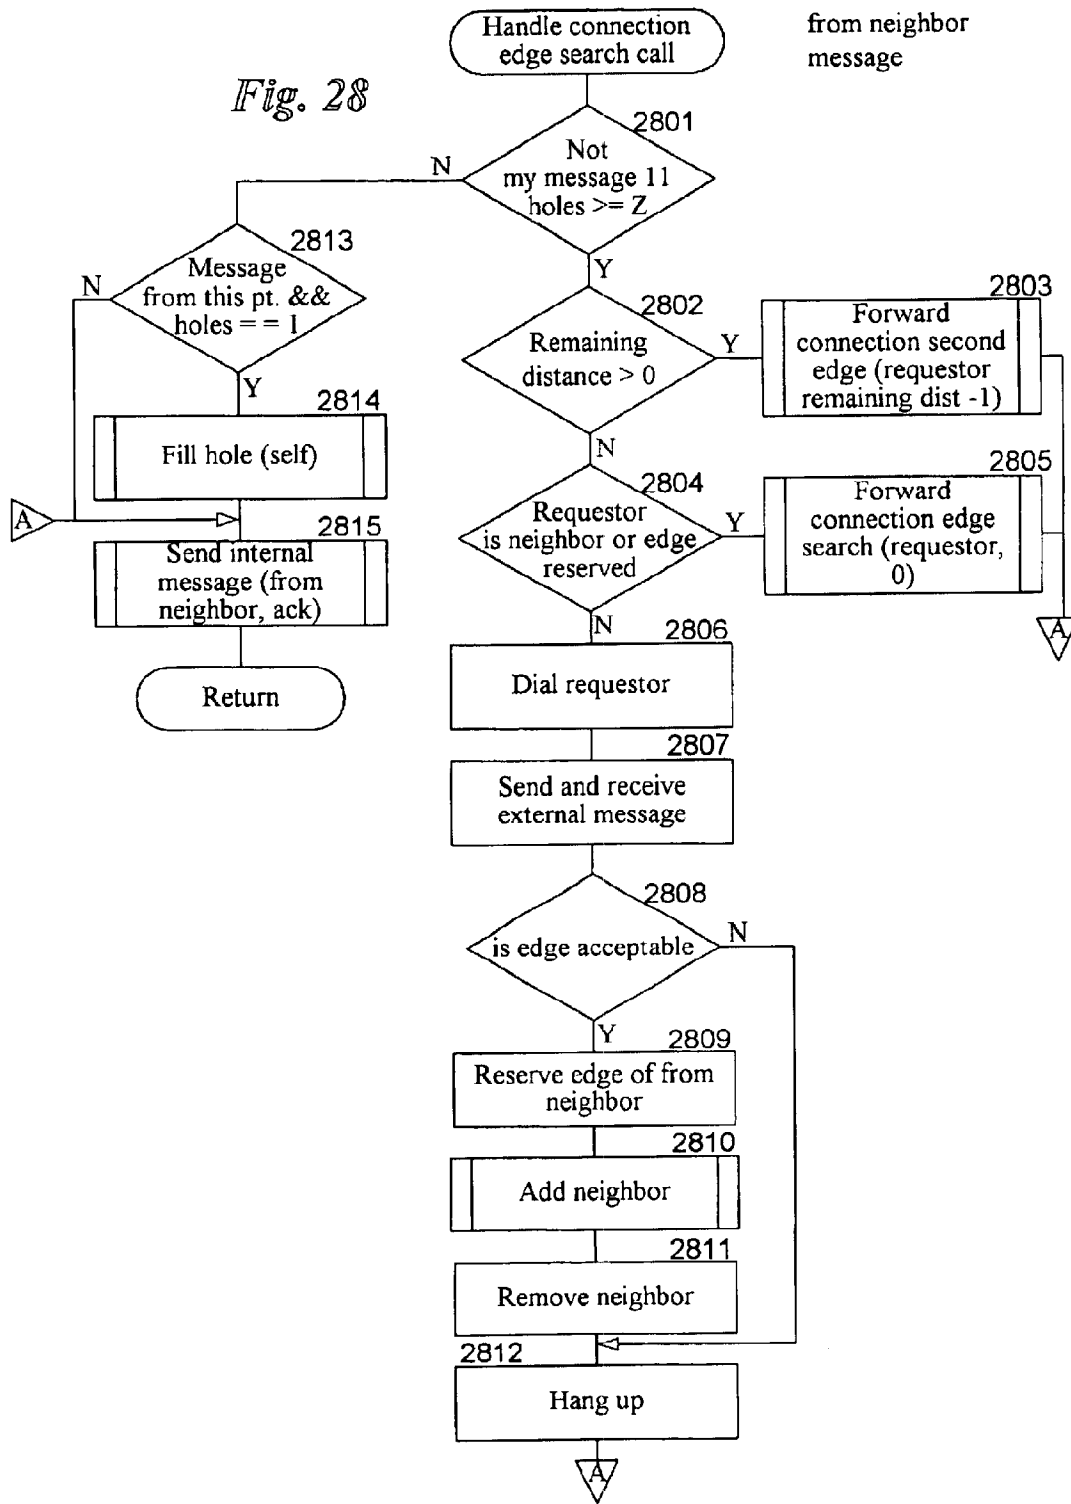 Handle connection
edge search call
from neighbor
message
Fig. 28
2801
Not
my message 11
holes >= Z
N
Y
2813
Message
from this pt. &&
holes = = 1
N
Y
2802
Remaining
distance > 0
Y
N
2803
Forward
connection second
edge (requestor
remaining dist -1)
2814
Fill hole (self)
2804
Requestor
is neighbor or edge
reserved
Y
N
2805
Forward
connection edge
search (requestor,
0)
A
A
2815
Send internal
message (from
neighbor, ack)
Return
2806
Dial requestor
2807
Send and receive
external message
2808
is edge acceptable
N
Y
2809
Reserve edge of from
neighbor
2810
Add neighbor
2811
Remove neighbor
2812
Hang up
A